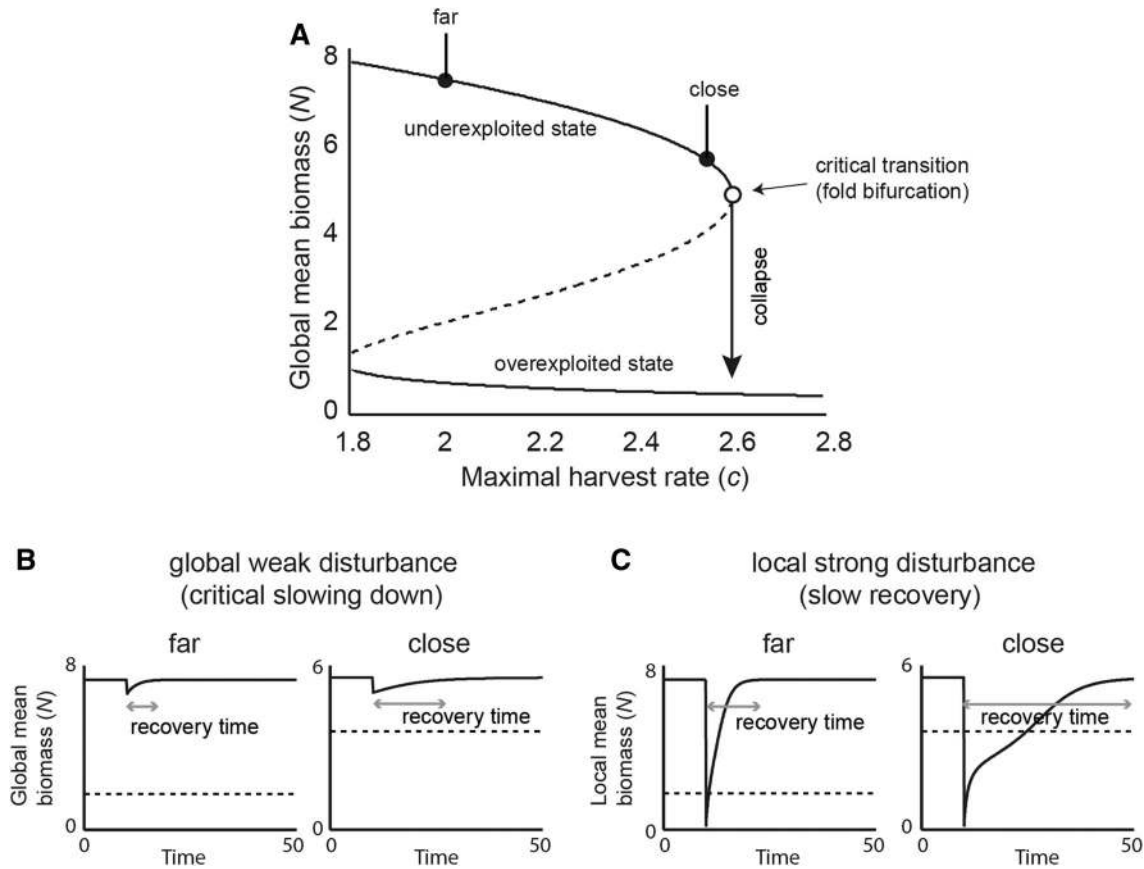 A
far
close
underexploited state
critical transition
(fold bifurcation)
collapse
overexploited state
Global mean biomass (N)
8
6
4
2
0
1.8
2
2.2
2.4
2.6
2.8
Maximal harvest rate (c)
B
global weak disturbance
(critical slowing down)
far
close
Global mean
biomass (N)
8
0
recovery time
0
50
Time
6
0
recovery time
0
50
Time
C
local strong disturbance
(slow recovery)
far
close
Local mean
biomass (N)
8
0
recovery time
0
50
Time
6
0
recovery time
0
50
Time